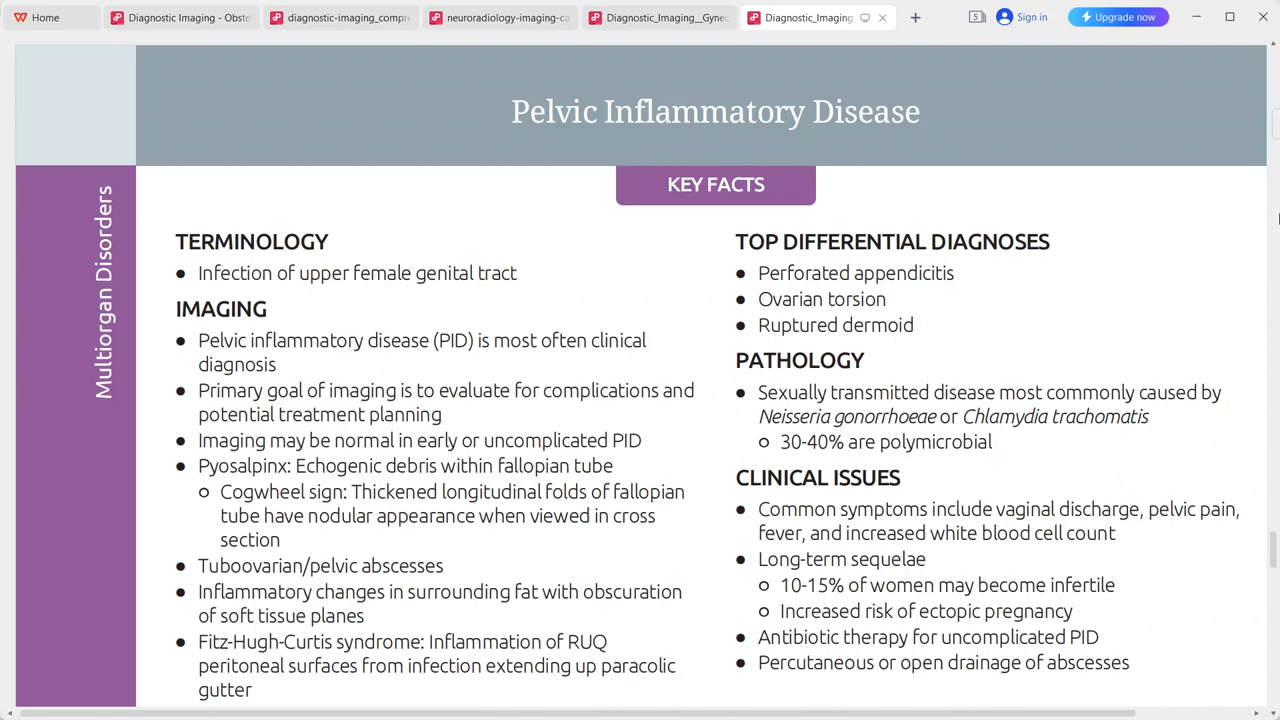 Home
Diagnostic Imaging - Obste
diagnostic-imaging_compre
neuroradiology-imaging-ca
Diagnostic_Imaging__Gynec
Diagnostic_Imaging_
5
Sign in
Upgrade now
Pelvic Inflammatory Disease
Multiorgan Disorders
KEY FACTS
TERMINOLOGY
● Infection of upper female genital tract
IMAGING
● Pelvic inflammatory disease (PID) is most often clinical
diagnosis
● Primary goal of imaging is to evaluate for complications and
potential treatment planning
● Imaging may be normal in early or uncomplicated PID
● Pyosalpinx: Echogenic debris within fallopian tube
○ Cogwheel sign: Thickened longitudinal folds of fallopian
tube have nodular appearance when viewed in cross
section
● Tuboovarian/pelvic abscesses
● Inflammatory changes in surrounding fat with obscuration
of soft tissue planes
● Fitz-Hugh-Curtis syndrome: Inflammation of RUQ
peritoneal surfaces from infection extending up paracolic
gutter
TOP DIFFERENTIAL DIAGNOSES
● Perforated appendicitis
● Ovarian torsion
● Ruptured dermoid
PATHOLOGY
● Sexually transmitted disease most commonly caused by
Neisseria gonorrhoeae or Chlamydia trachomatis
○ 30-40% are polymicrobial
CLINICAL ISSUES
● Common symptoms include vaginal discharge, pelvic pain,
fever, and increased white blood cell count
● Long-term sequelae
○ 10-15% of women may become infertile
○ Increased risk of ectopic pregnancy
● Antibiotic therapy for uncomplicated PID
● Percutaneous or open drainage of abscesses